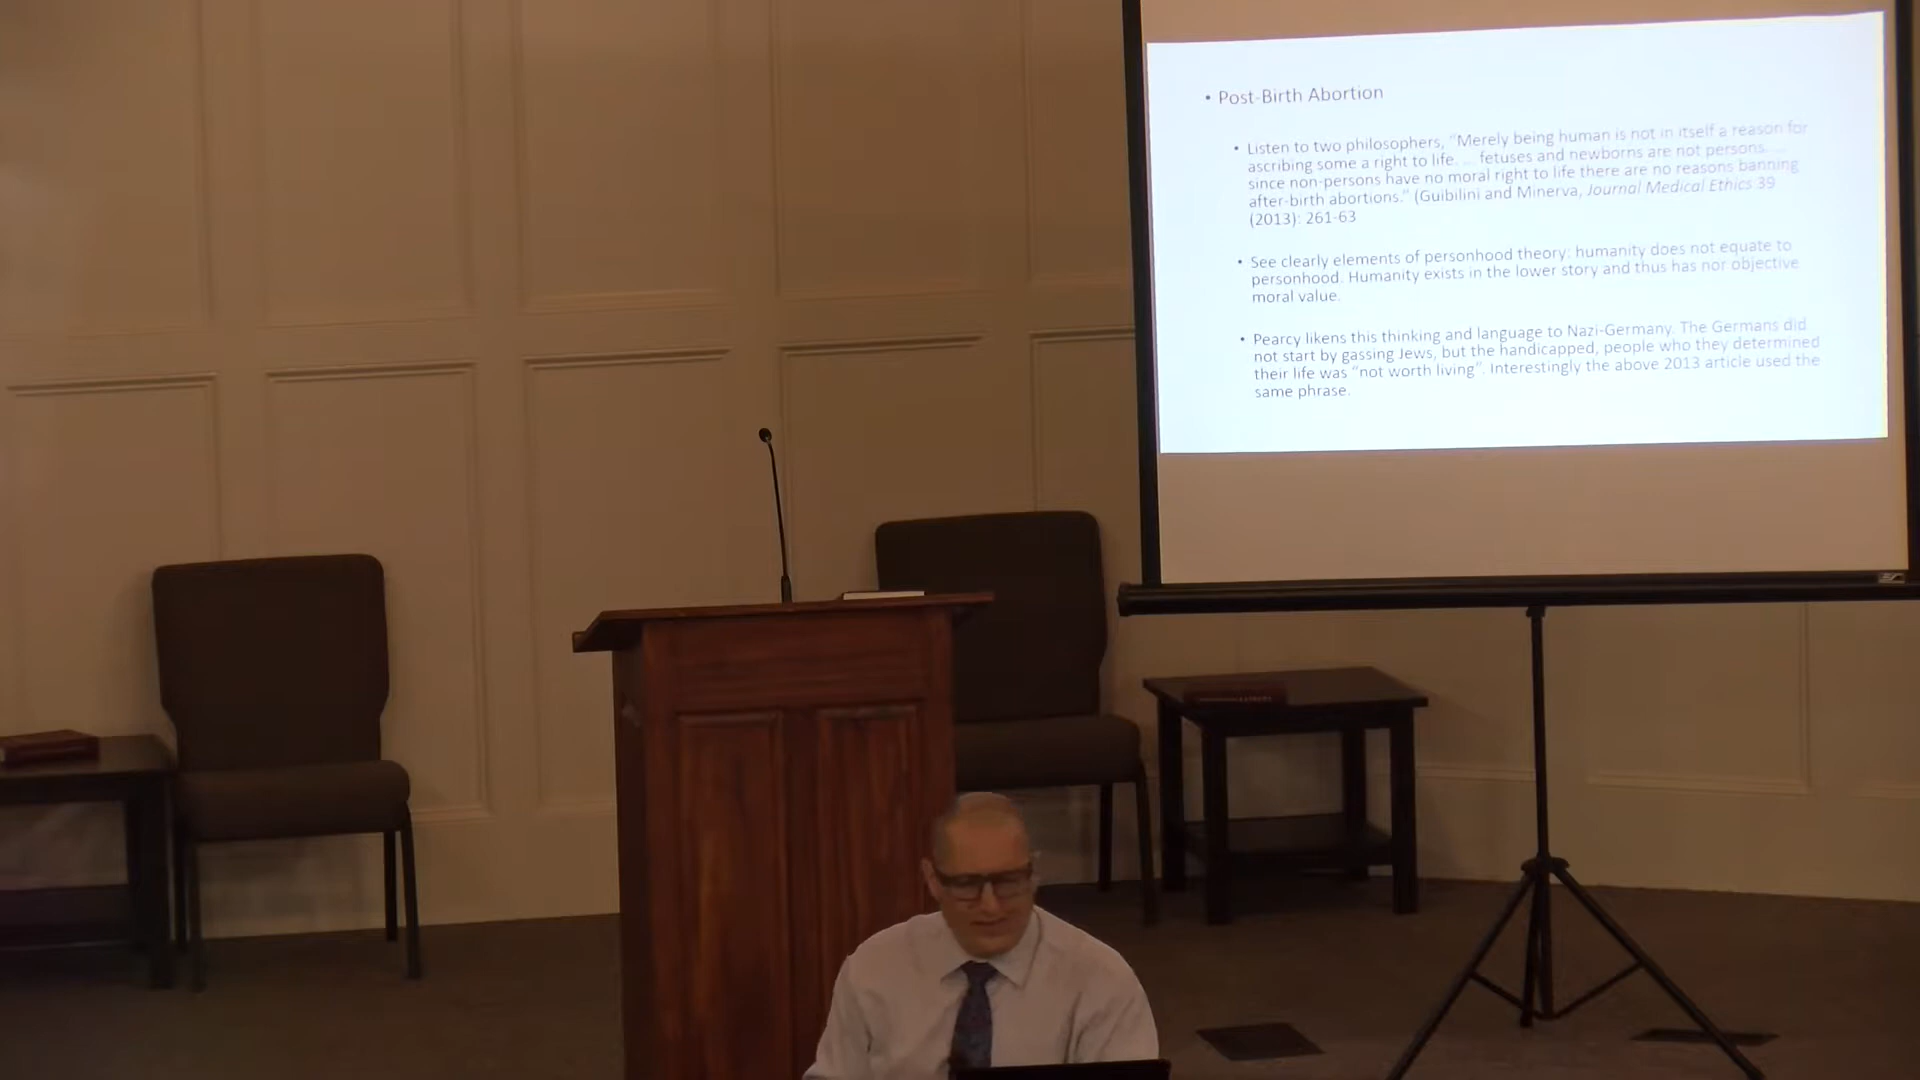 • Post-Birth Abortion
• Listen to two philosophers, "Merely being human is not in itself a reason for
ascribing some a right to life. ... fetuses and newborns are not persons. ...
since non-persons have no moral right to life there are no reasons banning
after-birth abortions." (Guibilini and Minerva, Journal Medical Ethics 39
(2013): 261-63
• See clearly elements of personhood theory: humanity does not equate to
personhood. Humanity exists in the lower story and thus has nor objective
moral value.
• Pearcy likens this thinking and language to Nazi-Germany. The Germans did
not start by gassing Jews, but the handicapped, people who they determined
their life was "not worth living". Interestingly the above 2013 article used the
same phrase.